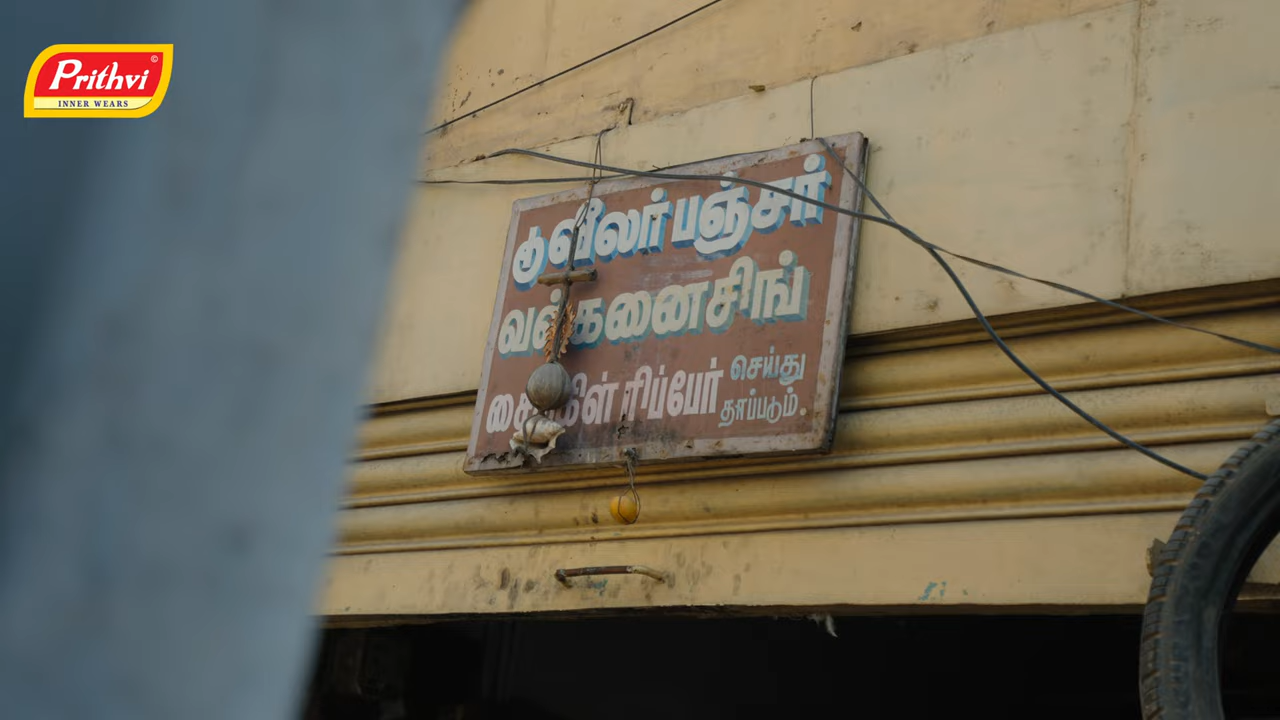 Prithvi ©
INNER WEARS
டூவீலர் பஞ்சர்
வல்கனைசிங்
சைக்கிள் ரிப்பேர் செய்து
தரப்படும்.